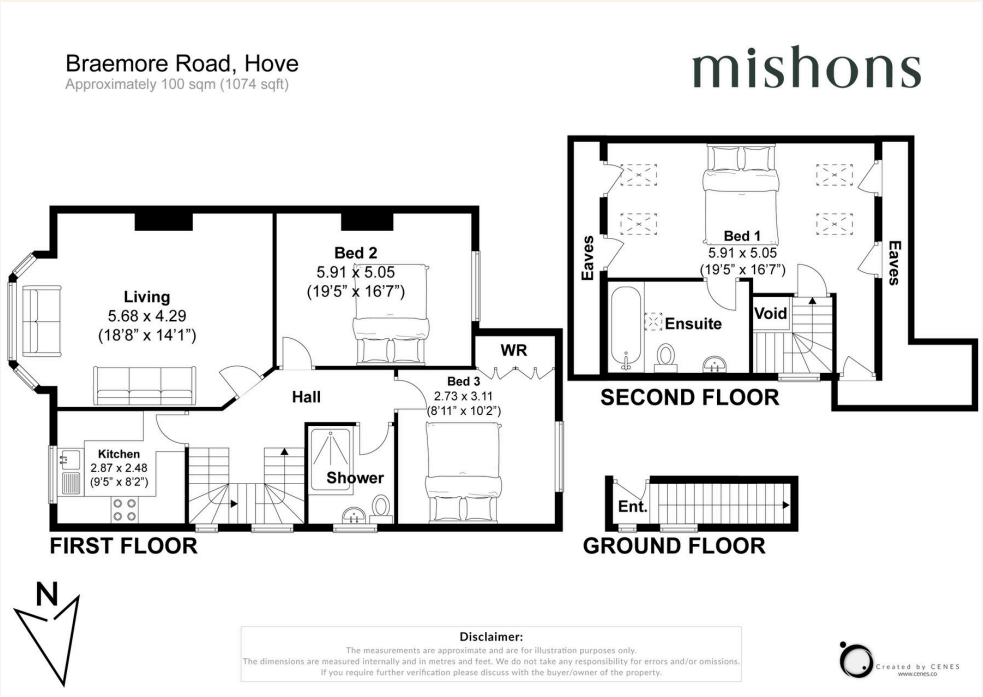 Braemore Road, Hove
Approximately 100 sqm (1074 sqft)
mishons
Living
5.68 x 4.29
(18'8" x 14'1")
Bed 2
5.91 x 5.05
(19'5" x 16'7")
WR
Bed 3
2.73 x 3.11
(8'11" x 10'2")
Hall
Kitchen
2.87 x 2.48
(9'5" x 8'2")
Shower
FIRST FLOOR
Eaves
Bed 1
5.91 x 5.05
(19'5" x 16'7")
Eaves
Ensuite
Void
SECOND FLOOR
Ent.
GROUND FLOOR
N
Disclaimer:
The measurements are approximate and are for illustration purposes only.
The dimensions are measured internally and in metres and feet. We do not take any responsibility for errors and/or omissions.
If you require further verification please discuss with the buyer/owner of the property.
Created by CENES
www.cenes.co